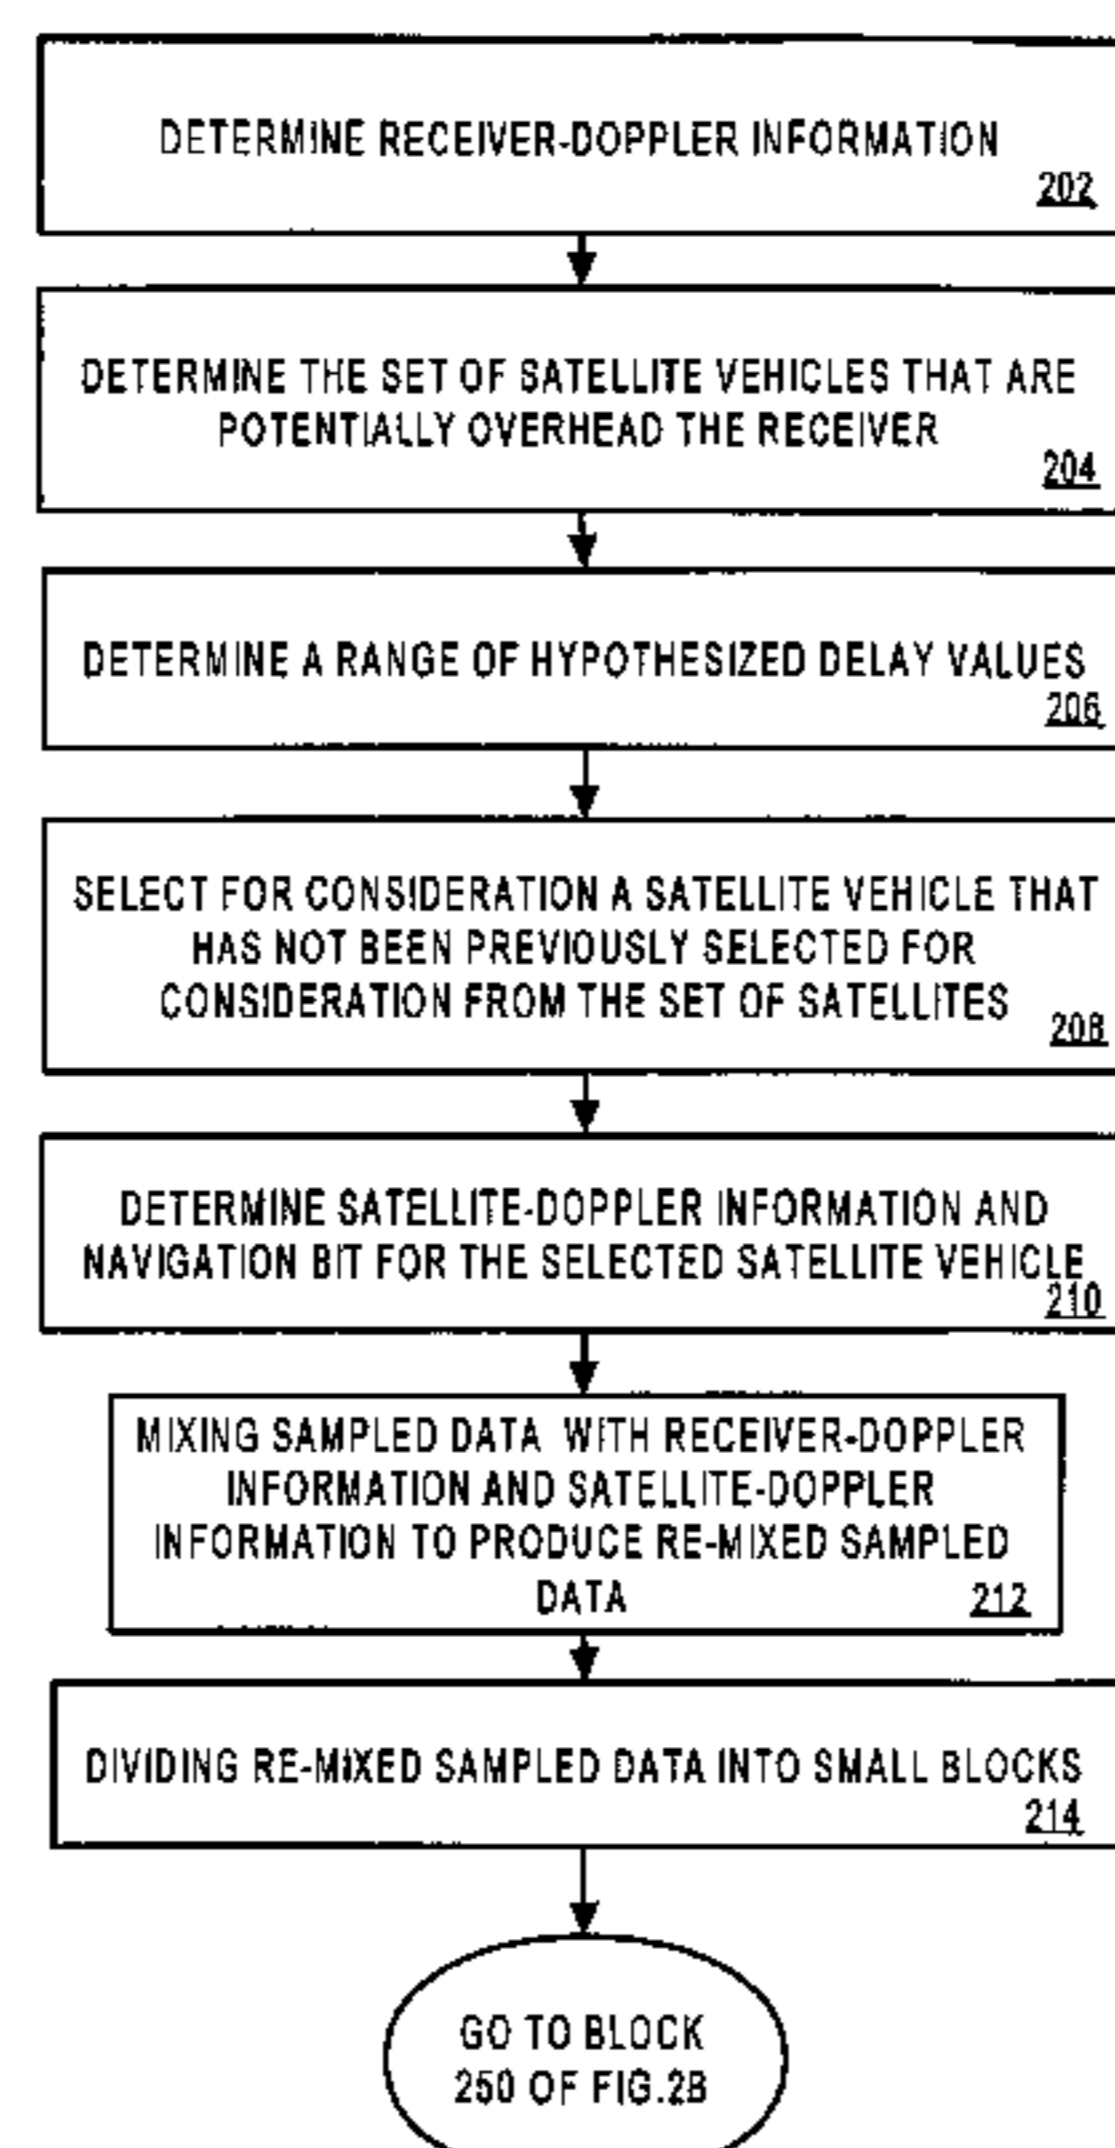 DETERMINE RECEIVER-DOPPLER INFORMATION
202
DETERMINE THE SET OF SATELLITE VEHICLES THAT ARE
POTENTIALLY OVERHEAD THE RECEIVER
204
DETERMINE A RANGE OF HYPOTHESIZED DELAY VALUES
206
SELECT FOR CONSIDERATION A SATELLITE VEHICLE THAT
HAS NOT BEEN PREVIOUSLY SELECTED FOR
CONSIDERATION FROM THE SET OF SATELLITES
208
DETERMINE SATELLITE-DOPPLER INFORMATION AND
NAVIGATION BIT FOR THE SELECTED SATELLITE VEHICLE
210
MIXING SAMPLED DATA WITH RECEIVER-DOPPLER
INFORMATION AND SATELLITE-DOPPLER
INFORMATION TO PRODUCE RE-MIXED SAMPLED
DATA
212
DIVIDING RE-MIXED SAMPLED DATA INTO SMALL BLOCKS
214
GO TO BLOCK
250 OF FIG.2B